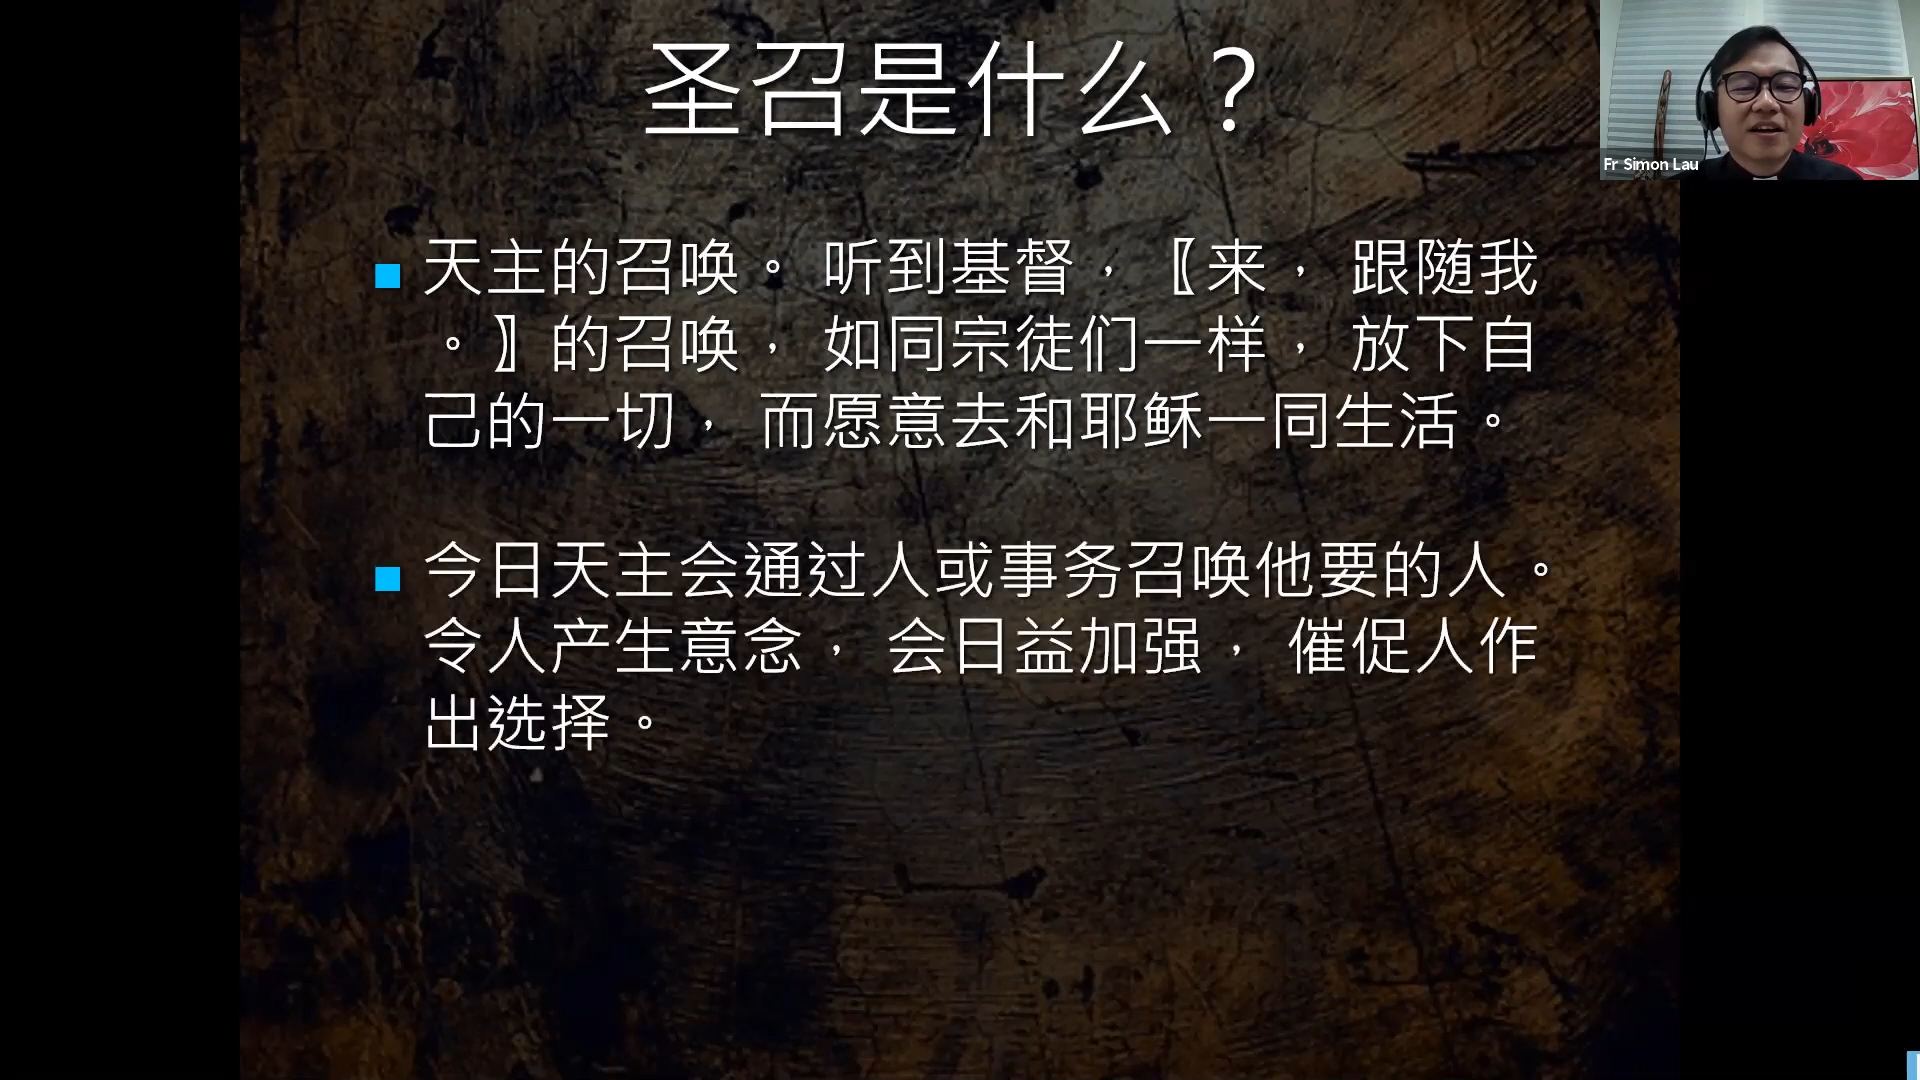 圣召是什么？
天主的召唤。 听到基督，〖来， 跟随我
。〗的召唤， 如同宗徒们一样， 放下自
己的一切， 而愿意去和耶稣一同生活。
今日天主会通过人或事务召唤他要的人。
令人产生意念， 会日益加强， 催促人作
出选择。
Fr Simon Lau